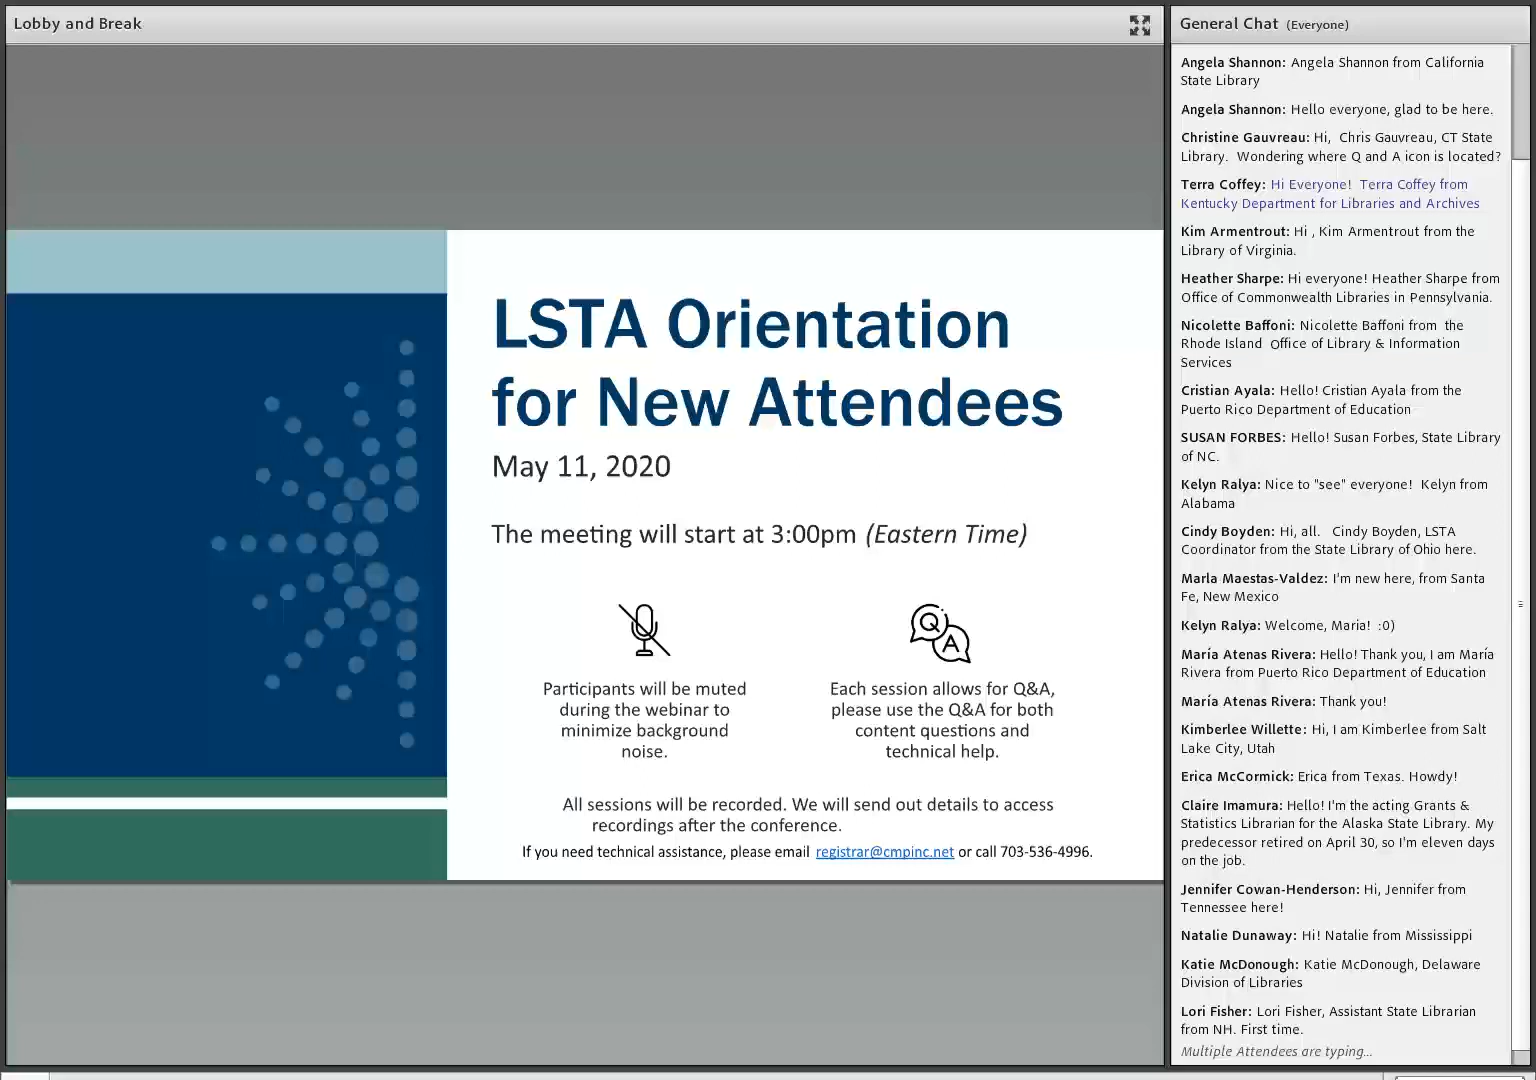 Lobby and Break
LSTA Orientation
for New Attendees
May 11, 2020
The meeting will start at 3:00pm (Eastern Time)
Q
A
Participants will be muted
during the webinar to
minimize background
noise.
Each session allows for Q&A,
please use the Q&A for both
content questions and
technical help.
All sessions will be recorded. We will send out details to access
recordings after the conference.
If you need technical assistance, please email registrar@cmpinc.net or call 703-536-4996.
General Chat (Everyone)
Angela Shannon: Angela Shannon from California
State Library
Angela Shannon: Hello everyone, glad to be here.
Christine Gauvreau: Hi, Chris Gauvreau, CT State
Library. Wondering where Q and A icon is located?
Terra Coffey: Hi Everyone! Terra Coffey from
Kentucky Department for Libraries and Archives
Kim Armentrout: Hi , Kim Armentrout from the
Library of Virginia.
Heather Sharpe: Hi everyone! Heather Sharpe from
Office of Commonwealth Libraries in Pennsylvania.
Nicolette Baffoni: Nicolette Baffoni from the
Rhode Island Office of Library & Information
Services
Cristian Ayala: Hello! Cristian Ayala from the
Puerto Rico Department of Education
SUSAN FORBES: Hello! Susan Forbes, State Library
of NC.
Kelyn Ralya: Nice to "see" everyone! Kelyn from
Alabama
Cindy Boyden: Hi, all. Cindy Boyden, LSTA
Coordinator from the State Library of Ohio here.
Marla Maestas-Valdez: I'm new here, from Santa
Fe, New Mexico
Kelyn Ralya: Welcome, Maria! :0)
María Atenas Rivera: Hello! Thank you, I am María
Rivera from Puerto Rico Department of Education
María Atenas Rivera: Thank you!
Kimberlee Willette: Hi, I am Kimberlee from Salt
Lake City, Utah
Erica McCormick: Erica from Texas. Howdy!
Claire Imamura: Hello! I'm the acting Grants &
Statistics Librarian for the Alaska State Library. My
predecessor retired on April 30, so I'm eleven days
on the job.
Jennifer Cowan-Henderson: Hi, Jennifer from
Tennessee here!
Natalie Dunaway: Hi! Natalie from Mississippi
Katie McDonough: Katie McDonough, Delaware
Division of Libraries
Lori Fisher: Lori Fisher, Assistant State Librarian
from NH. First time.
Multiple Attendees are typing...